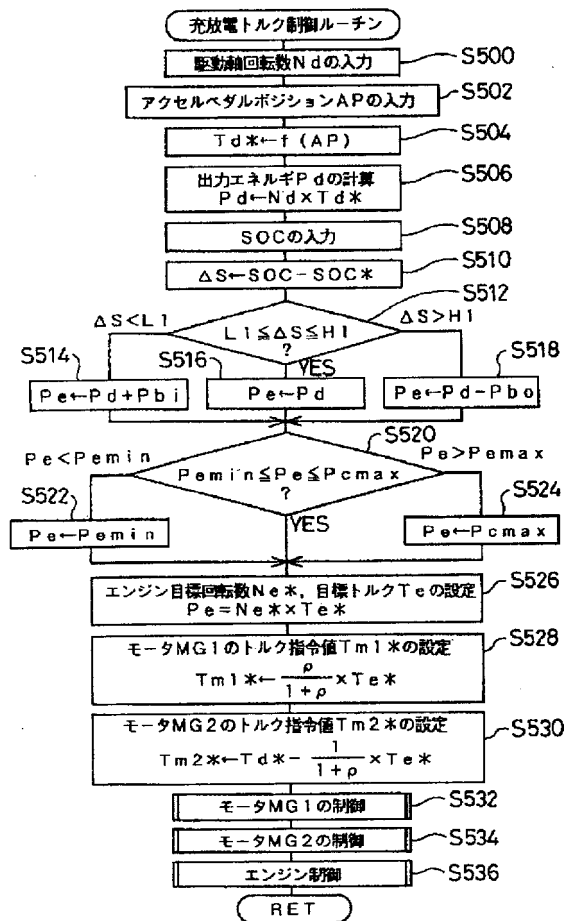 充放電トルク制御ルーチン
駆動軸回転数Ndの入力
S500
アクセルペダルポジションAPの入力
S502
Td*←f(AP)
S504
出力エネルギPdの計算
Pd←Nd×Td*
S506
SOCの入力
S508
ΔS←SOC−SOC*
S510
L1≦ΔS≦H1
?
S512
ΔS<L1
ΔS>H1
YES
S514
Pe←Pd+Pbi
S516
Pe←Pd
S518
Pe←Pd−Pbo
S520
Pe<Pemin
Pe>Pemax
Pemin≦Pe≦Pcmax
?
YES
S522
Pe←Pemin
S524
Pe←Pcmax
エンジン目標回転数Ne*,目標トルクTeの設定
Pe=Ne*×Te*
S526
モータMG1のトルク指令値Tm1*の設定
Tm1*←ρ/1+ρ×Te*
S528
モータMG2のトルク指令値Tm2*の設定
Tm2*←Td*−1/1+ρ×Te*
S530
モータMG1の制御
S532
モータMG2の制御
S534
エンジン制御
S536
RET